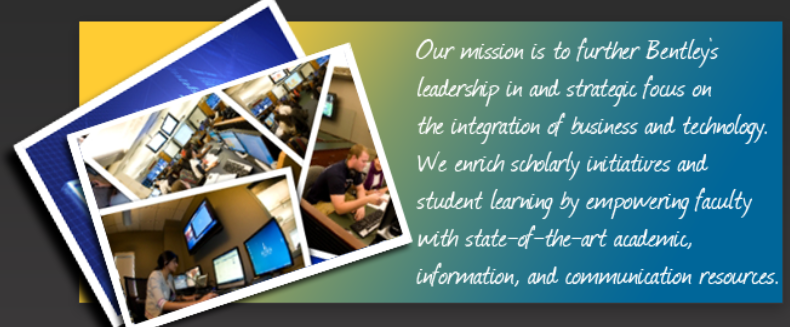 Our mission is to further Bentley's
leadership in and strategic focus on
the integration of business and technology.
We enrich scholarly initiatives and
student learning by empowering faculty
with state-of-the-art academic,
information, and communication resources.